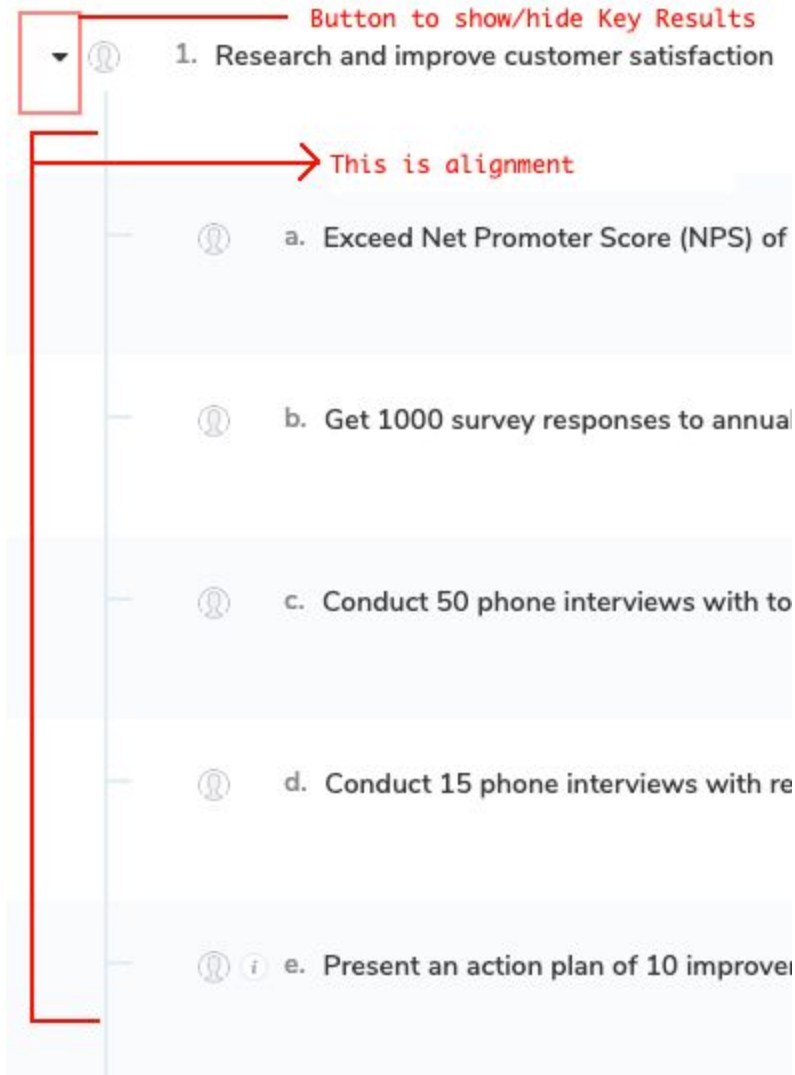 Button to show/hide Key Results
1. Research and improve customer satisfaction
This is alignment
a. Exceed Net Promoter Score (NPS) of
b. Get 1000 survey responses to annual
c. Conduct 50 phone interviews with to
d. Conduct 15 phone interviews with re
i e. Present an action plan of 10 improve